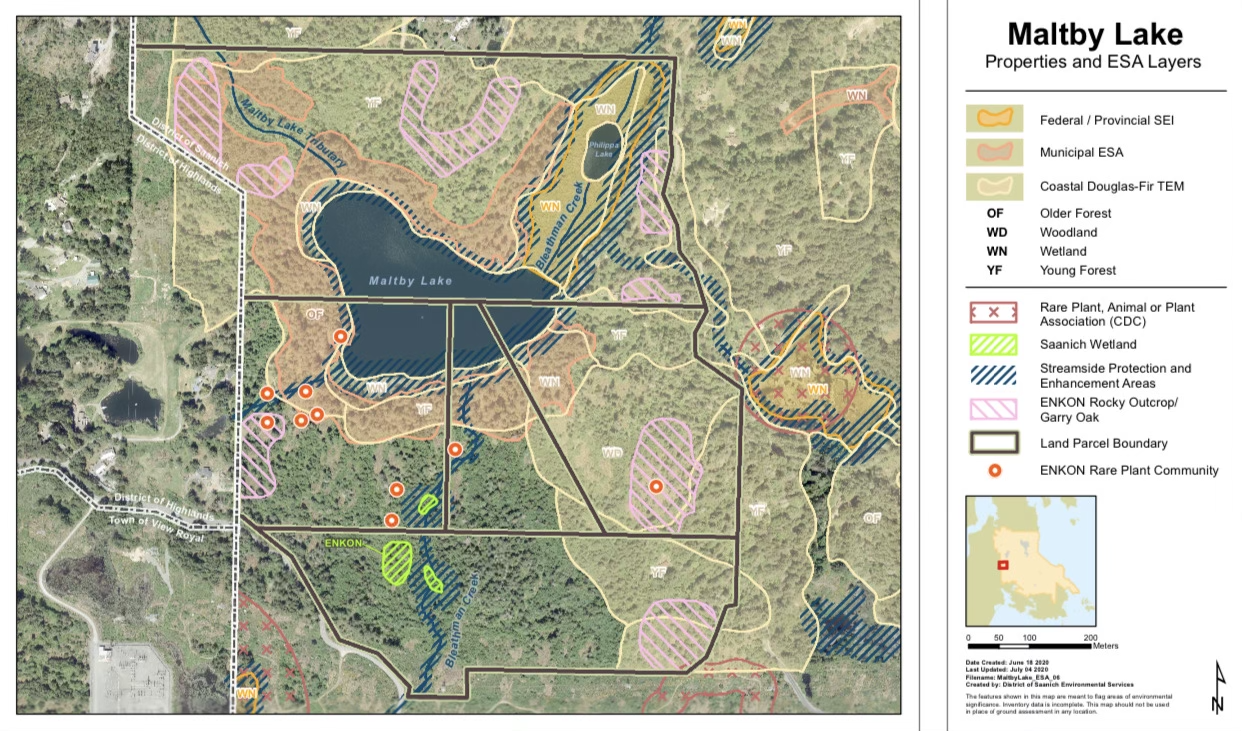 YF
WN
WN
Maltby Lake Tributary
District of Saanich
District of Highlands
YF
WN
Philippa
Lake
WN
YF
WN
WN
Bleathman Creek
YF
Maltby Lake
OF
YF
WN
WN
WN
WN
YF
WD
District of Highlands
Town of View Royal
YF
OF
ENKON
YF
Bleathman Creek
WN
Maltby Lake
Properties and ESA Layers
Federal / Provincial SEI
Municipal ESA
Coastal Douglas-Fir TEM
OF Older Forest
WD Woodland
WN Wetland
YF Young Forest
Rare Plant, Animal or Plant
Association (CDC)
Saanich Wetland
Streamside Protection and
Enhancement Areas
ENKON Rocky Outcrop/
Garry Oak
Land Parcel Boundary
ENKON Rare Plant Community
0 50 100 200
Meters
Date Created: June 18 2020
Last Updated: July 04 2020
Filename: MaltbyLake_ESA_06
Created by: District of Saanich Environmental Services
The features shown in this map are meant to flag areas of environmental
significance. Inventory data is incomplete. This map should not be used
in place of ground assessment in any location.
N